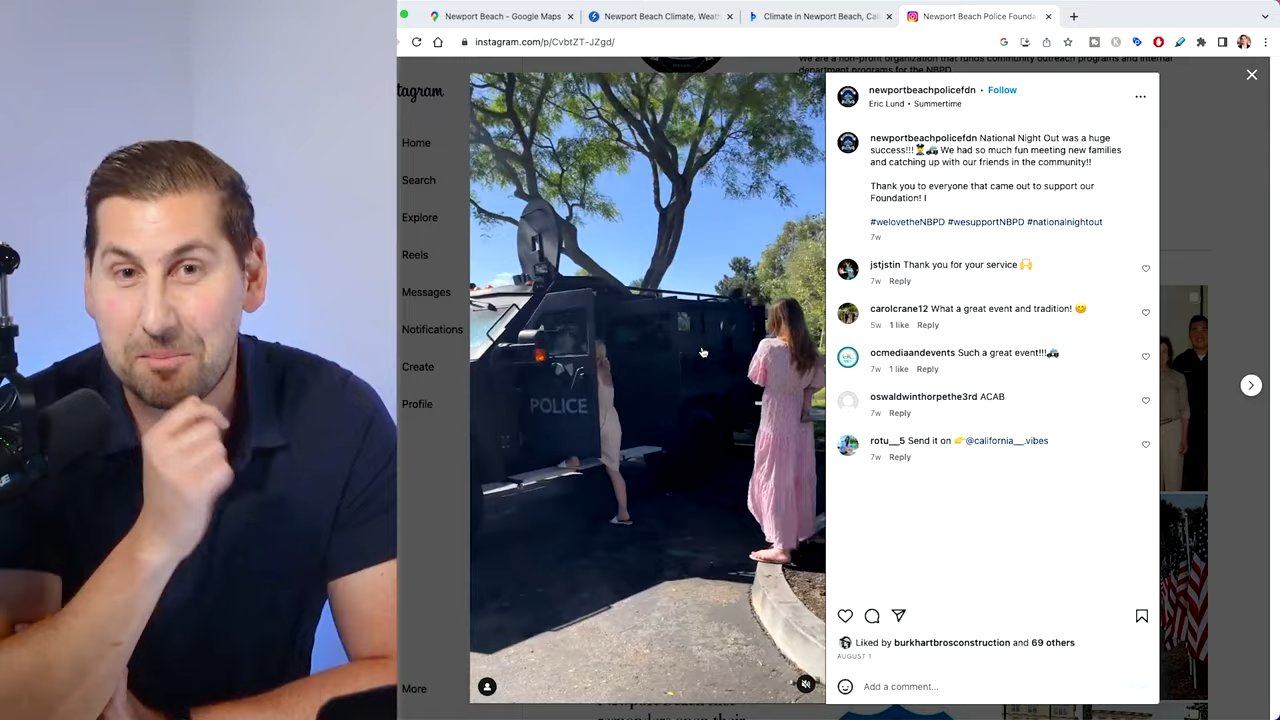 Newport Beach - Google Maps
Newport Beach Climate, Weat
Climate in Newport Beach, Cal
Newport Beach Police Founda
instagram.com/p/CvbtZT-JZgd/
We are a non-profit organization that funds community outreach programs and internal
department programs for the NBPD
stagram
Home
Search
Explore
Reels
Messages
Notifications
Create
Profile
More
POLICE
newportbeachpolicefdn • Follow
Eric Lund • Summertime
newportbeachpolicefdn National Night Out was a huge
success!!!👮🚓 We had so much fun meeting new families
and catching up with our friends in the community!!
Thank you to everyone that came out to support our
Foundation! I
#welovetheNBPD #wesupportNBPD #nationalnightout
7w
jstjstin Thank you for your service 🙌
7w Reply
carolcrane12 What a great event and tradition! 😊
5w 1 like Reply
ocmediaandevents Such a great event!!!🚓
7w 1 like Reply
oswaldwinthorpethe3rd ACAB
7w Reply
rotu__5 Send it on 👉@california__.vibes
7w Reply
Liked by burkhartbrosconstruction and 69 others
AUGUST 1
Add a comment...